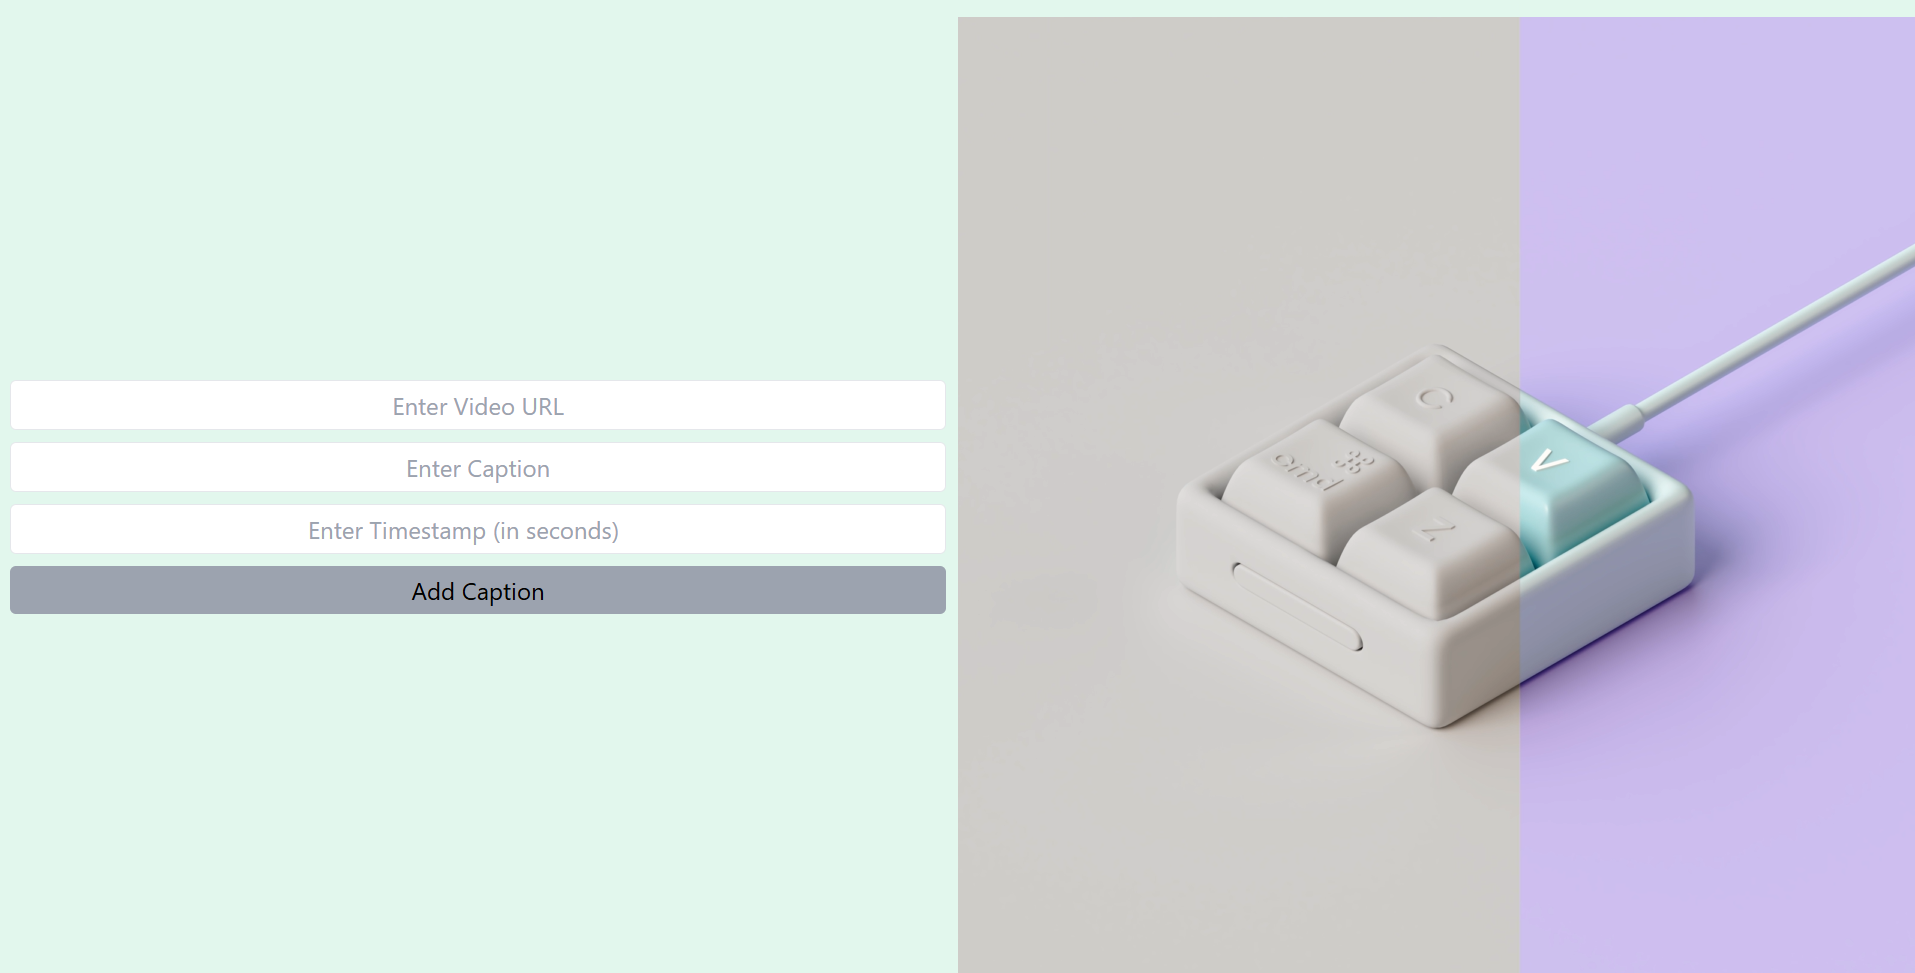 Enter Video URL
Enter Caption
Enter Timestamp (in seconds)
Add Caption
C
⌘
cmd
V
Z